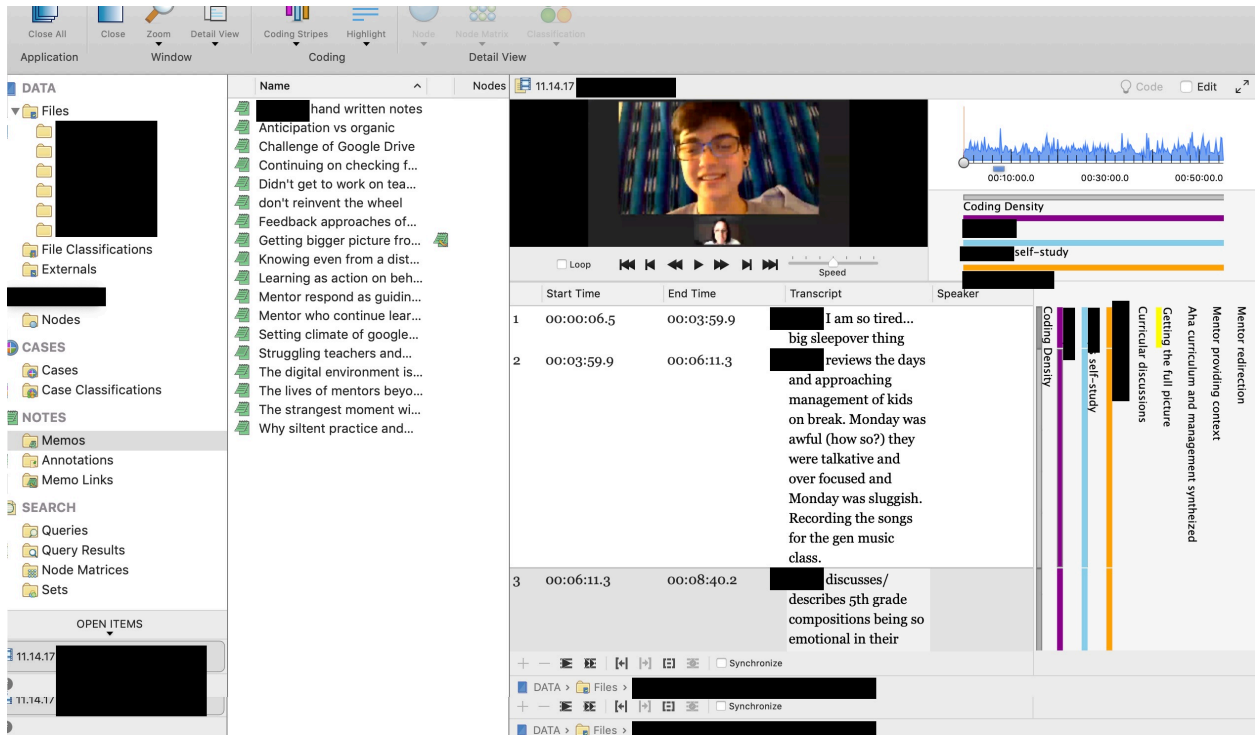 Close All
Close
Zoom
Detail View
Coding Stripes
Highlight
Node
Node Matrix
Classification
Application
Window
Coding
Detail View
DATA
Files
File Classifications
Externals
Nodes
CASES
Cases
Case Classifications
NOTES
Memos
Annotations
Memo Links
SEARCH
Queries
Query Results
Node Matrices
Sets
OPEN ITEMS
11.14.17
11.14.17
Name
Nodes
hand written notes
Anticipation vs organic
Challenge of Google Drive
Continuing on checking f...
Didn't get to work on tea...
don't reinvent the wheel
Feedback approaches of...
Getting bigger picture fro...
Knowing even from a dist...
Learning as action on beh...
Mentor respond as guidin...
Mentor who continue lear...
Setting climate of google...
Struggling teachers and...
The digital environment is...
The lives of mentors beyo...
The strangest moment wi...
Why siltent practice and...
11.14.17
Code
Edit
Loop
Speed
00:10:00.0
00:30:00.0
00:50:00.0
Coding Density
self-study
Start Time
End Time
Transcript
Speaker
1 00:00:06.5 00:03:59.9 I am so tired...
big sleepover thing
2 00:03:59.9 00:06:11.3 reviews the days
and approaching
management of kids
on break. Monday was
awful (how so?) they
were talkative and
over focused and
Monday was sluggish.
Recording the songs
for the gen music
class.
3 00:06:11.3 00:08:40.2 discusses/
describes 5th grade
compositions being so
emotional in their
Coding Density
self-study
Curricular discussions
Getting the full picture
Aha curriculum and management syntheized
Mentor providing context
Mentor redirection
Synchronize
DATA > Files >
Synchronize
DATA > Files >